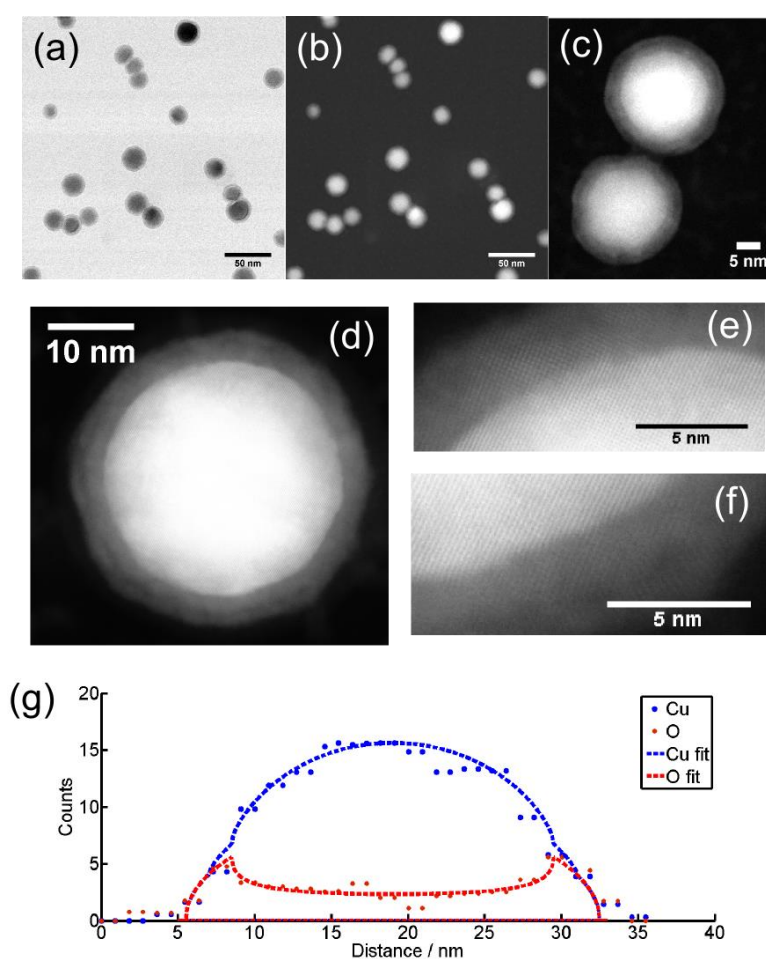 (a)
(b)
(c)
50 nm
50 nm
5 nm
10 nm
(d)
(e)
5 nm
(f)
5 nm
(g)
20
15
10
5
0
Counts
Cu
O
Cu fit
O fit
0 5 10 15 20 25 30 35 40
Distance / nm